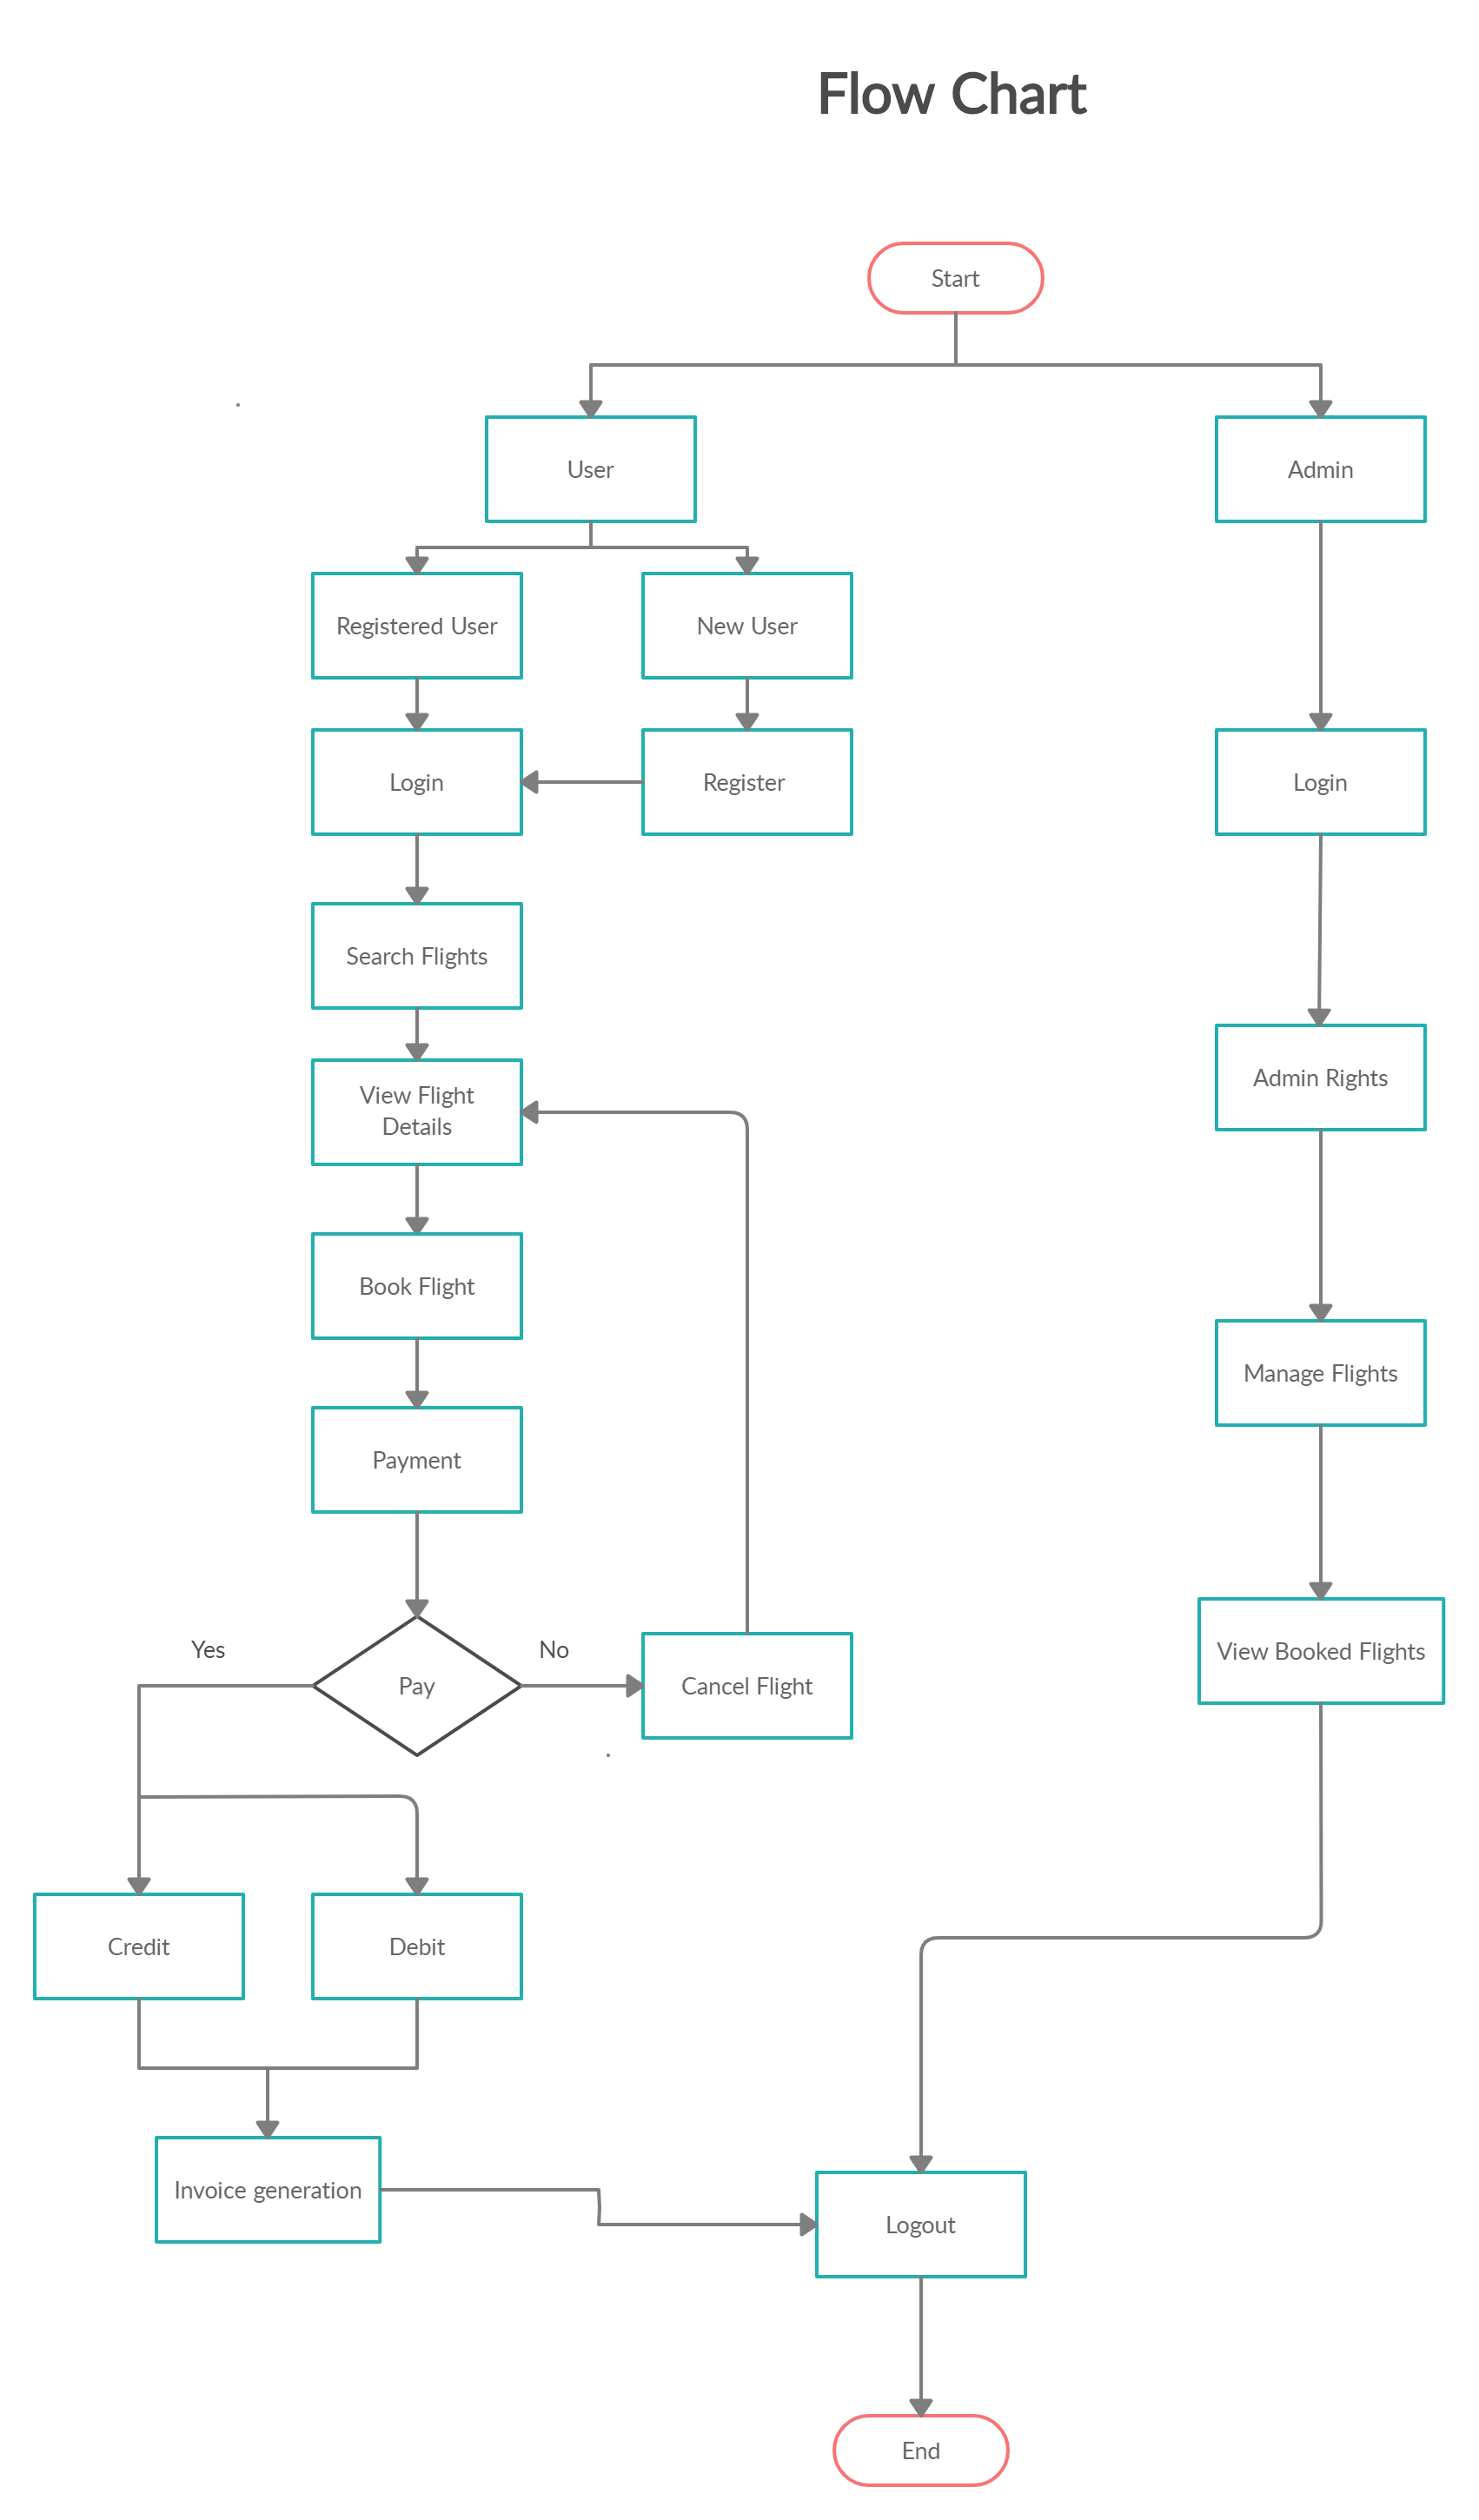 Flow Chart
Start
User
Admin
Registered User
New User
Login
Register
Login
Search Flights
Admin Rights
View Flight
Details
Book Flight
Manage Flights
Payment
Yes
No
View Booked Flights
Pay
Cancel Flight
Credit
Debit
Invoice generation
Logout
End